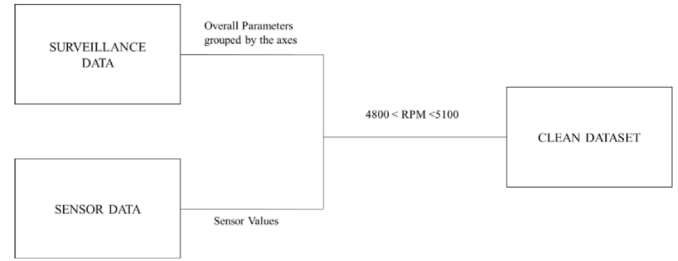 SURVEILLANCE
DATA
Overall Parameters
grouped by the axes
4800 < RPM <5100
CLEAN DATASET
SENSOR DATA
Sensor Values